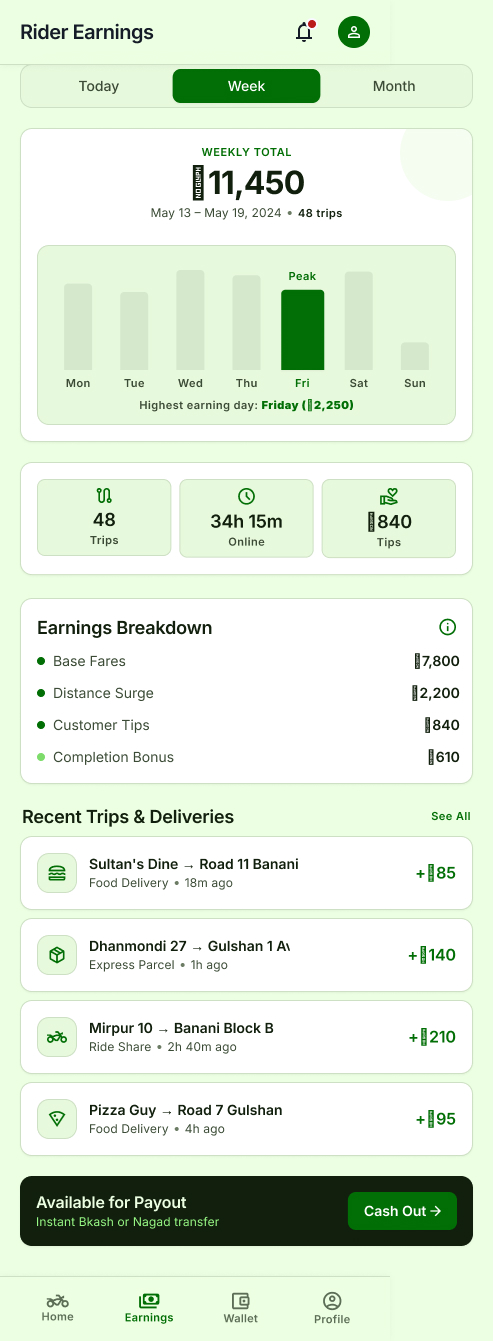 Rider Earnings
Today Week Month
WEEKLY TOTAL
11,450
May 13 – May 19, 2024 • 48 trips
Peak
Mon Tue Wed Thu Fri Sat Sun
Highest earning day: Friday (2,250)
48 34h 15m 840
Trips Online Tips
Earnings Breakdown
Base Fares 7,800
Distance Surge 2,200
Customer Tips 840
Completion Bonus 610
Recent Trips & Deliveries See All
Sultan's Dine → Road 11 Banani
Food Delivery • 18m ago
+85
Dhanmondi 27 → Gulshan 1
Express Parcel • 1h ago
+140
Mirpur 10 → Banani Block B
Ride Share • 2h 40m ago
+210
Pizza Guy → Road 7 Gulshan
Food Delivery • 4h ago
+95
Available for Payout
Instant Bkash or Nagad transfer
Cash Out →
Home Earnings Wallet Profile